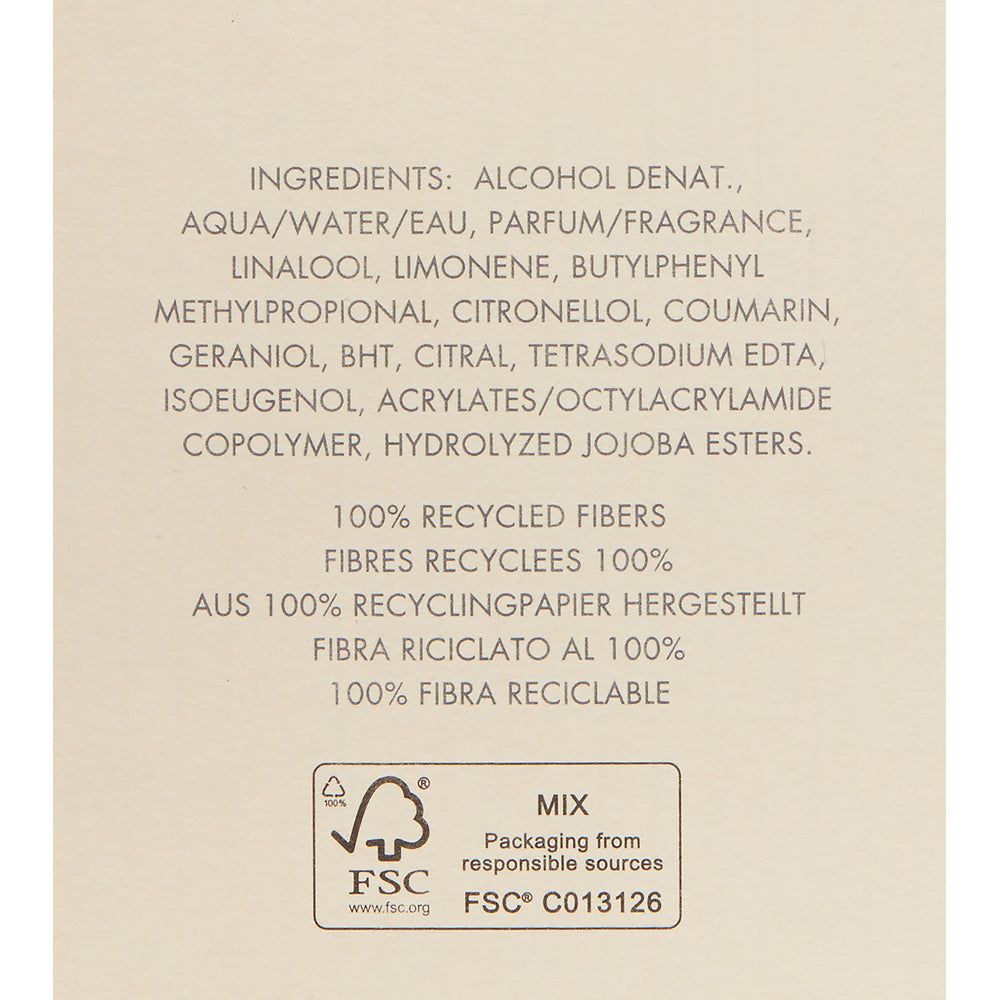 INGREDIENTS: ALCOHOL DENAT.,
AQUA/WATER/EAU, PARFUM/FRAGRANCE,
LINALOOL, LIMONENE, BUTYLPHENYL
METHYLPROPIONAL, CITRONELLOL, COUMARIN,
GERANIOL, BHT, CITRAL, TETRASODIUM EDTA,
ISOEUGENOL, ACRYLATES/OCTYLACRYLAMIDE
COPOLYMER, HYDROLYZED JOJOBA ESTERS.
100% RECYCLED FIBERS
FIBRES RECYCLEES 100%
AUS 100% RECYCLINGPAPIER HERGESTELLT
FIBRA RICICLATO AL 100%
100% FIBRA RECICLABLE
100%
®
FSC
www.fsc.org
MIX
Packaging from
responsible sources
FSC® C013126